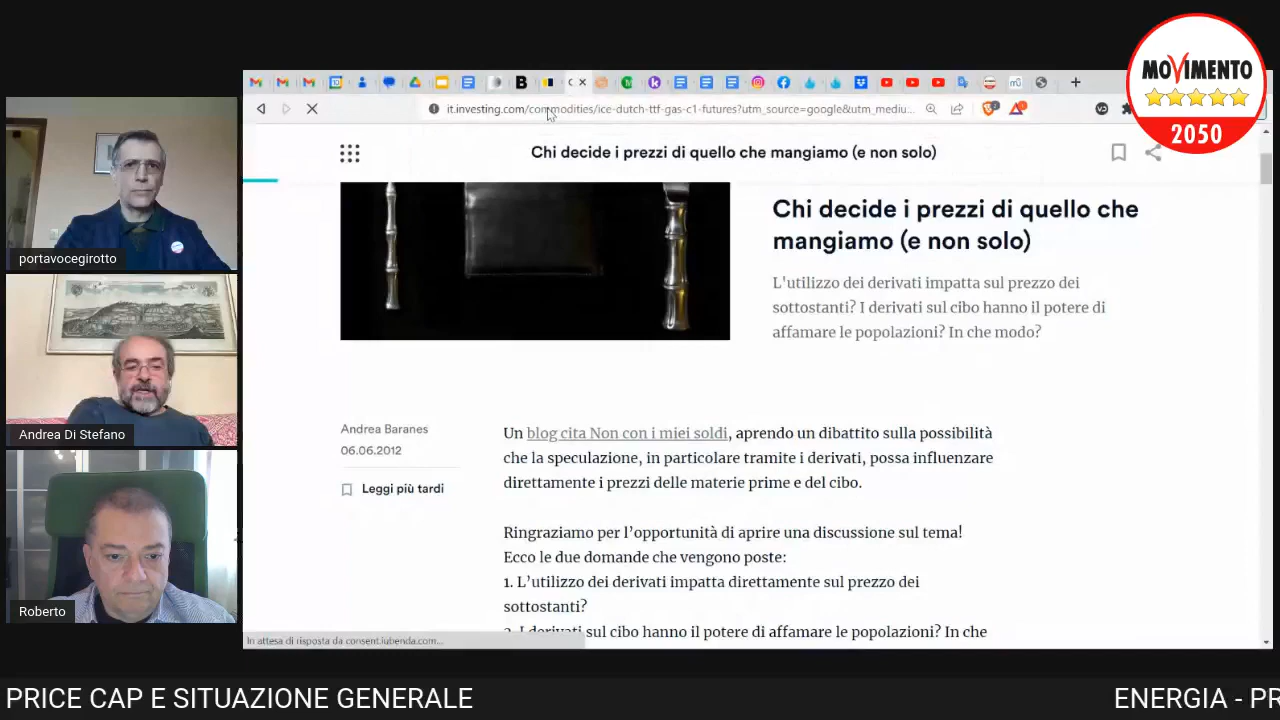 MOVIMENTO
2050
it.investing.com/commodities/ice-dutch-ttf-gas-c1-futures?utm_source=google&utm_mediu...
Chi decide i prezzi di quello che mangiamo (e non solo)
Chi decide i prezzi di quello che
mangiamo (e non solo)
L'utilizzo dei derivati impatta sul prezzo dei
sottostanti? I derivati sul cibo hanno il potere di
affamare le popolazioni? In che modo?
Andrea Baranes
06.06.2012
Leggi più tardi
Un blog cita Non con i miei soldi, aprendo un dibattito sulla possibilità
che la speculazione, in particolare tramite i derivati, possa influenzare
direttamente i prezzi delle materie prime e del cibo.
Ringraziamo per l’opportunità di aprire una discussione sul tema!
Ecco le due domande che vengono poste:
1. L’utilizzo dei derivati impatta direttamente sul prezzo dei
sottostanti?
2. I derivati sul cibo hanno il potere di affamare le popolazioni? In che
In attesa di risposta da consent.iubenda.com...
portavocegirotto
Andrea Di Stefano
Roberto
PRICE CAP E SITUAZIONE GENERALE
ENERGIA - PR